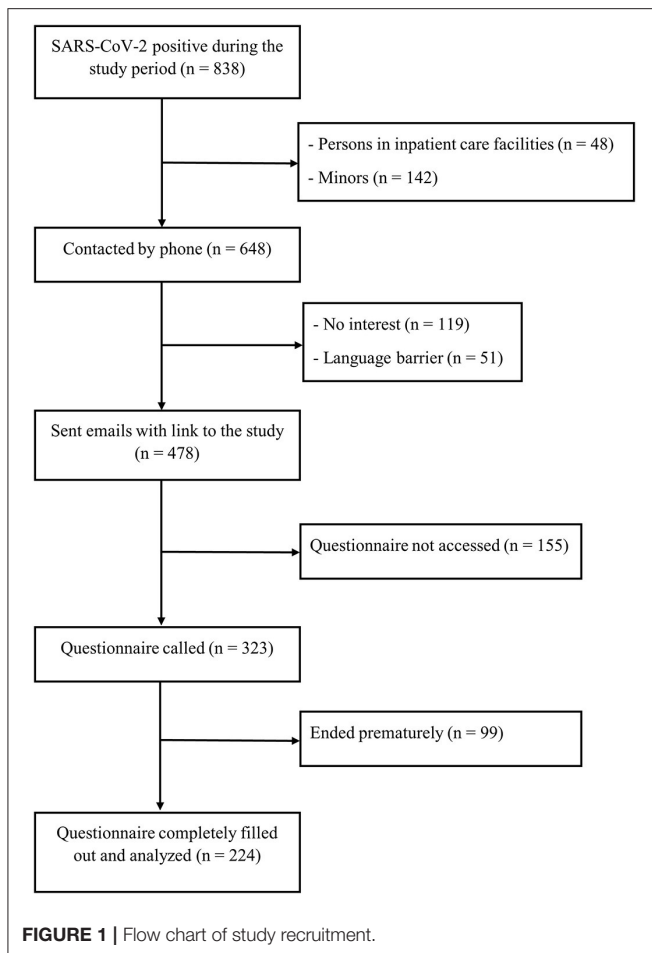 SARS-CoV-2 positive during the
study period (n = 838)
- Persons in inpatient care facilities (n = 48)
- Minors (n = 142)
Contacted by phone (n = 648)
- No interest (n = 119)
- Language barrier (n = 51)
Sent emails with link to the study
(n = 478)
Questionnaire not accessed (n = 155)
Questionnaire called (n = 323)
Ended prematurely (n = 99)
Questionnaire completely filled
out and analyzed (n = 224)
FIGURE 1 | Flow chart of study recruitment.